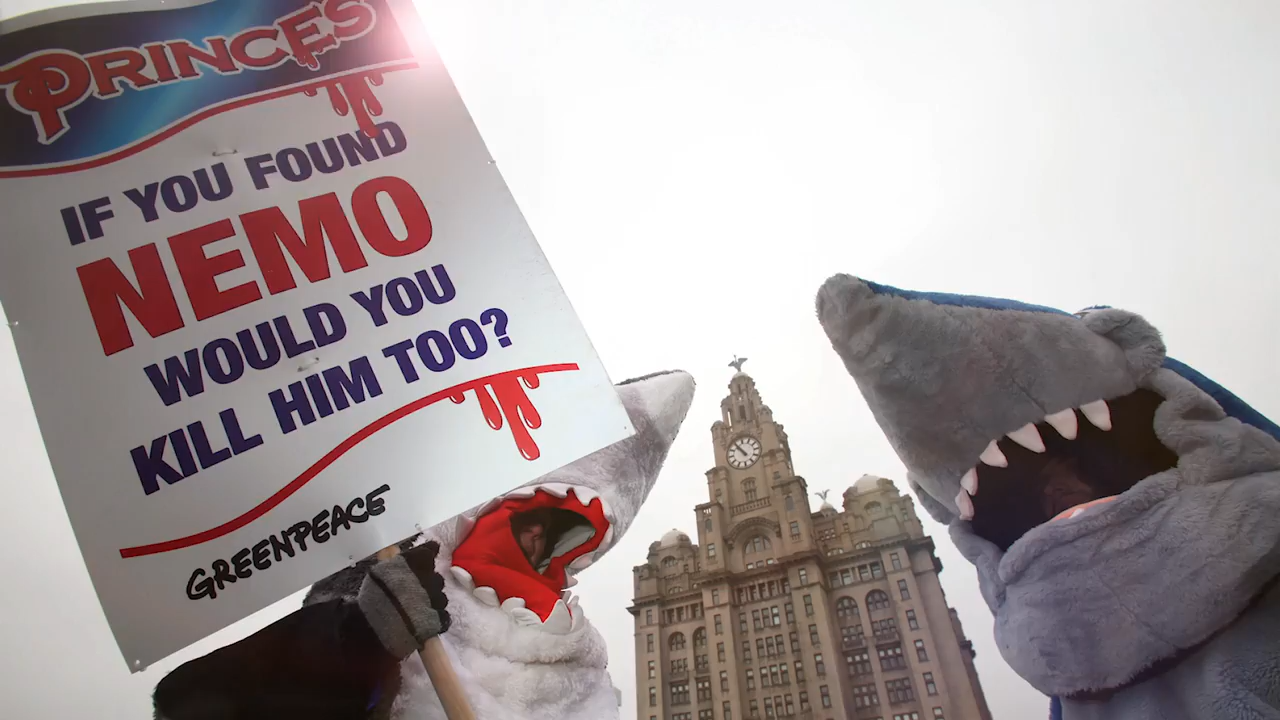 PRINCES
IF YOU FOUND
NEMO
WOULD YOU
KILL HIM TOO?
GREENPEACE